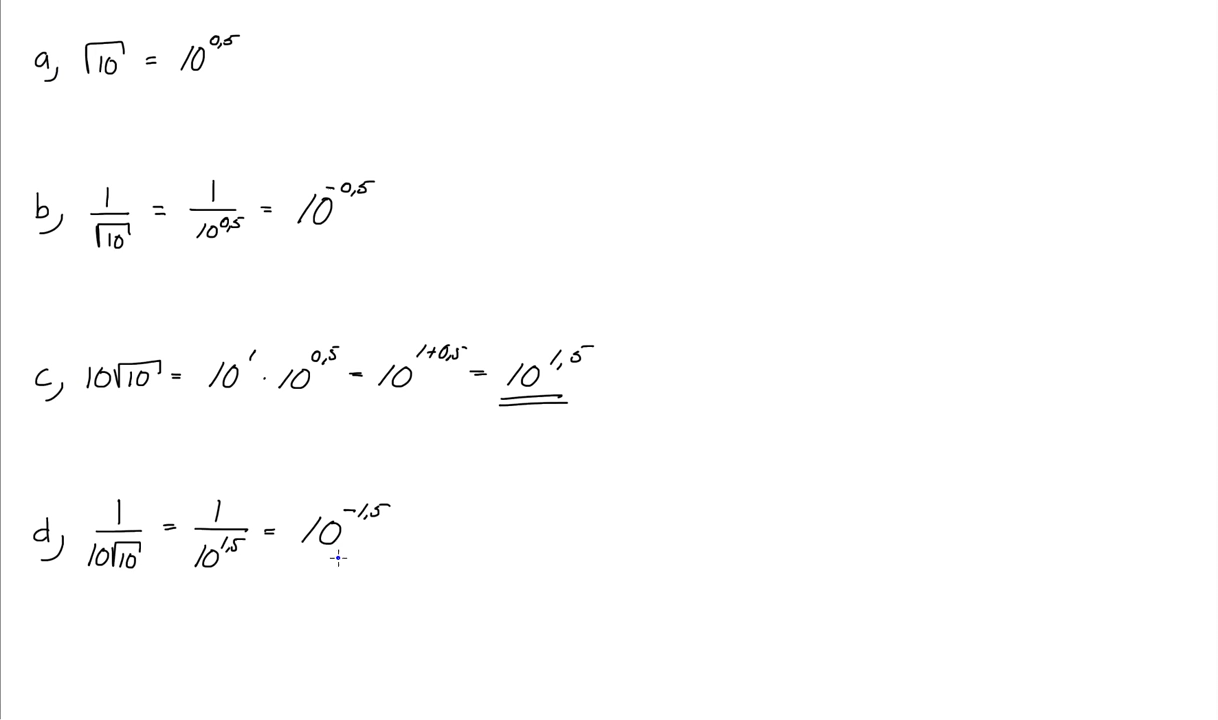 a) √10 = 10^0,5
b) 1/√10 = 1/10^0,5 = 10^-0,5
c) 10√10 = 10^1 · 10^0,5 = 10^1+0,5 = 10^1,5
d) 1/10√10 = 1/10^1,5 = 10^-1,5